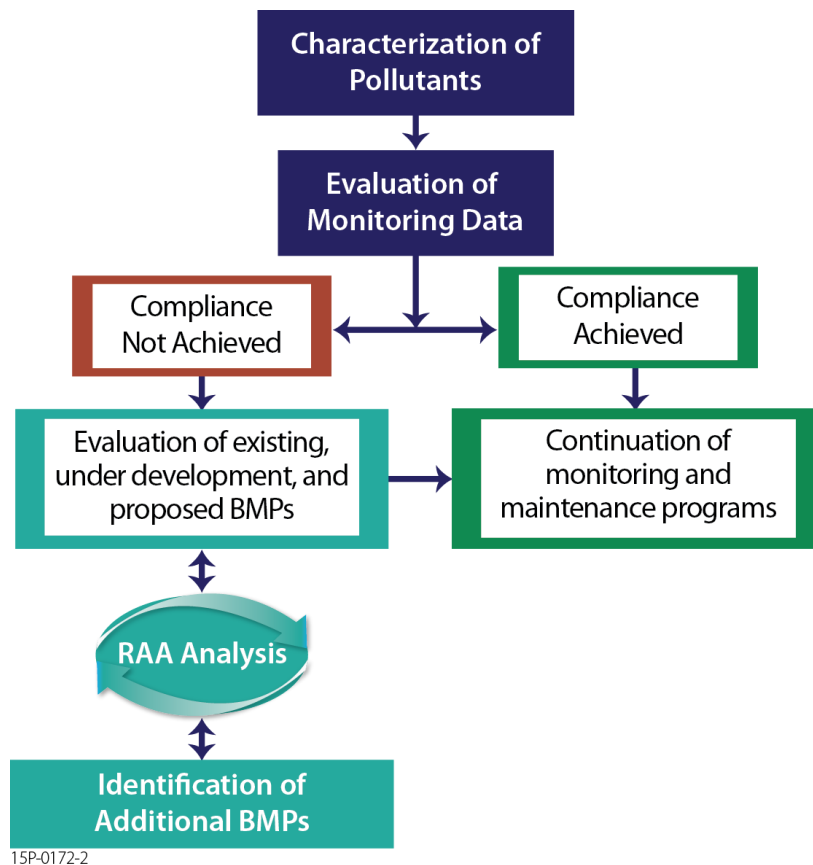 Characterization of
Pollutants
Evaluation of
Monitoring Data
Compliance
Not Achieved
Compliance
Achieved
Evaluation of existing,
under development, and
proposed BMPs
Continuation of
monitoring and
maintenance programs
RAA Analysis
Identification of
Additional BMPs
15P-0172-2